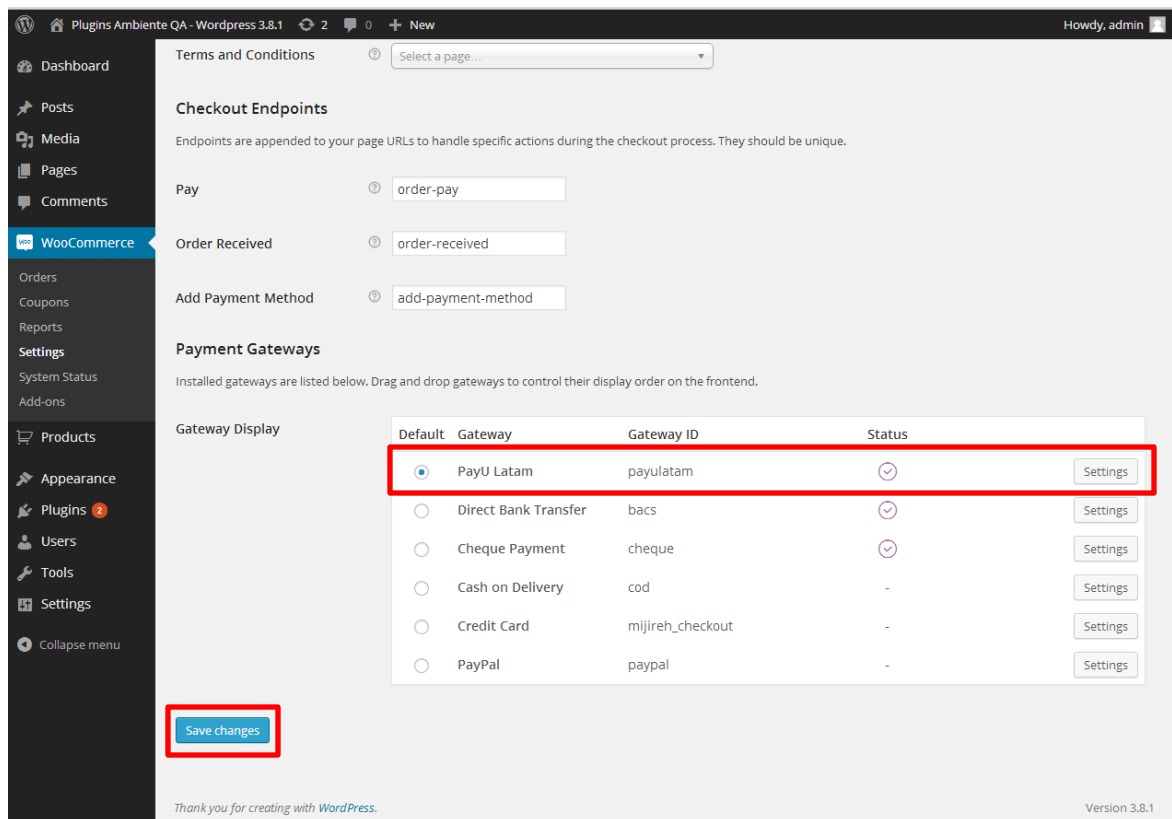 Plugins Ambiente QA - Wordpress 3.8.1 2 0 + New Howdy, admin
Dashboard
Posts
Media
Pages
Comments
Woo WooCommerce
Orders
Coupons
Reports
Settings
System Status
Add-ons
Products
Appearance
Plugins 2
Users
Tools
Settings
Collapse menu
Terms and Conditions ? Select a page...
Checkout Endpoints
Endpoints are appended to your page URLs to handle specific actions during the checkout process. They should be unique.
Pay ? order-pay
Order Received ? order-received
Add Payment Method ? add-payment-method
Payment Gateways
Installed gateways are listed below. Drag and drop gateways to control their display order on the frontend.
Gateway Display
Default Gateway Gateway ID Status
PayU Latam payulatam Settings
Direct Bank Transfer bacs Settings
Cheque Payment cheque Settings
Cash on Delivery cod - Settings
Credit Card mijireh_checkout - Settings
PayPal paypal - Settings
Save changes
Thank you for creating with WordPress. Version 3.8.1